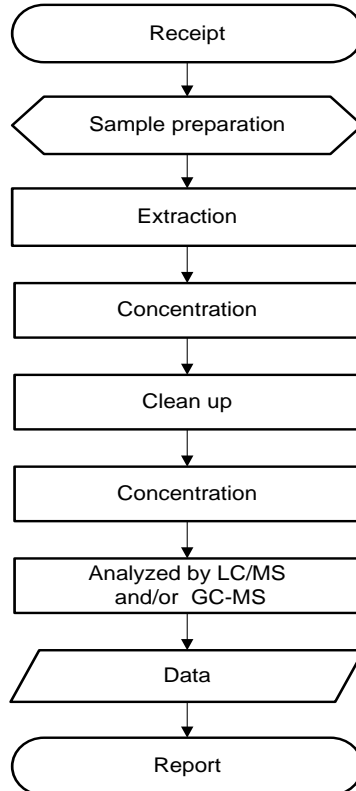 Receipt
Sample preparation
Extraction
Concentration
Clean up
Concentration
Analyzed by LC/MS
and/or GC-MS
Data
Report